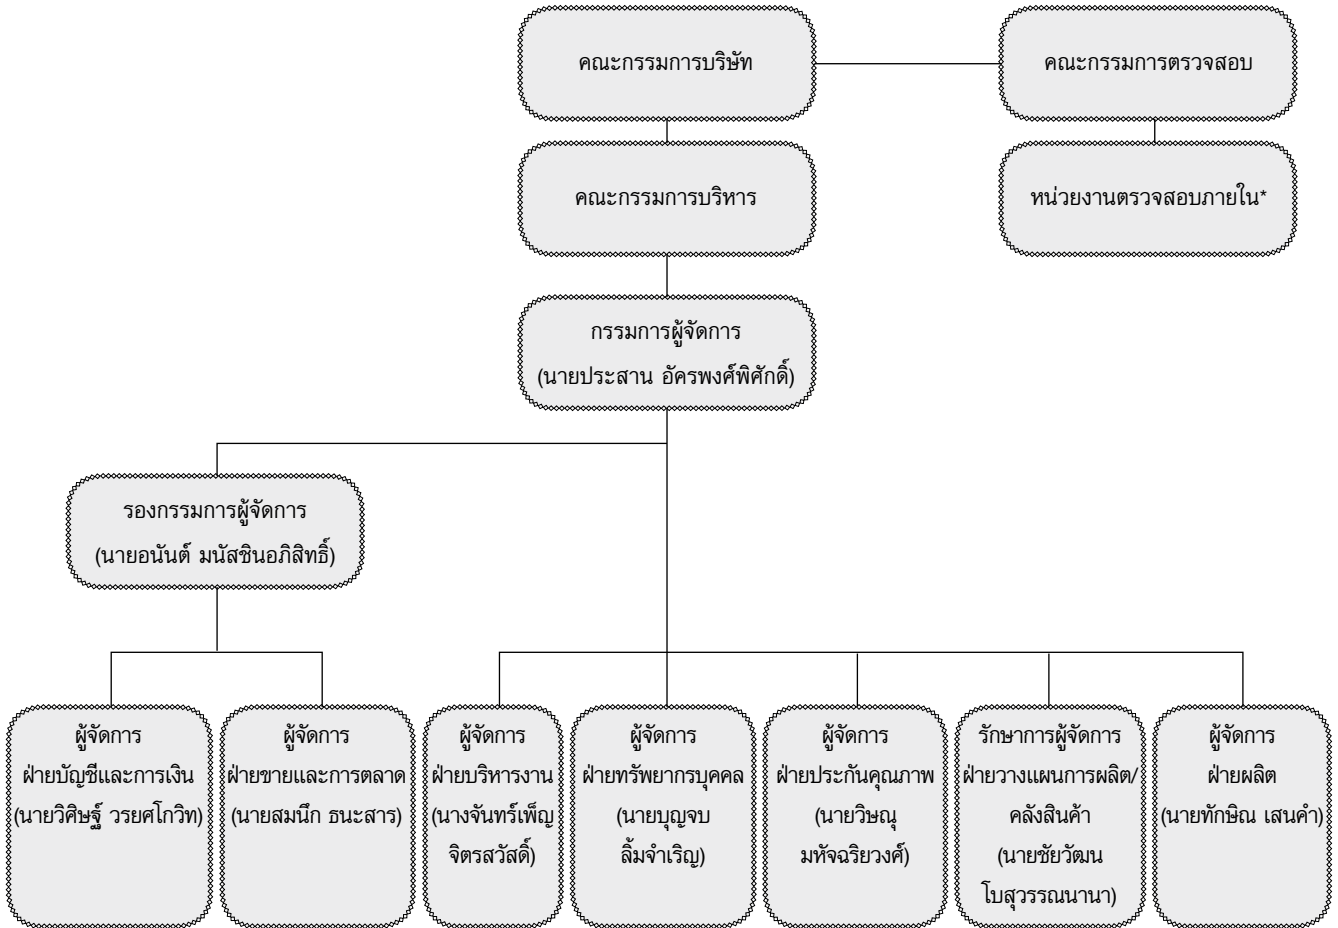 คณะกรรมการบริษัท
คณะกรรมการตรวจสอบ
คณะกรรมการบริหาร
หน่วยงานตรวจสอบภายใน*
กรรมการผู้จัดการ
(นายประสาน อัครพงศ์พิศักดิ์)
รองกรรมการผู้จัดการ
(นายอนันต์ มนัสชินอภิสิทธิ์)
ผู้จัดการ
ฝ่ายบัญชีและการเงิน
(นายวิศิษฐ์ วรยศโกวิท)
ผู้จัดการ
ฝ่ายขายและการตลาด
(นายสมนึก ธนะสาร)
ผู้จัดการ
ฝ่ายบริหารงาน
(นางจันทร์เพ็ญ
จิตรสวัสดิ์)
ผู้จัดการ
ฝ่ายทรัพยากรบุคคล
(นายบุญจบ
ลิ้มจำเริญ)
ผู้จัดการ
ฝ่ายประกันคุณภาพ
(นายวิษณุ
มหัจฉริยวงศ์)
รักษาการผู้จัดการ
ฝ่ายวางแผนการผลิต/
คลังสินค้า
(นายชัยวัฒน
โบสุวรรณนานา)
ผู้จัดการ
ฝ่ายผลิต
(นายทักษิณ เสนคำ)